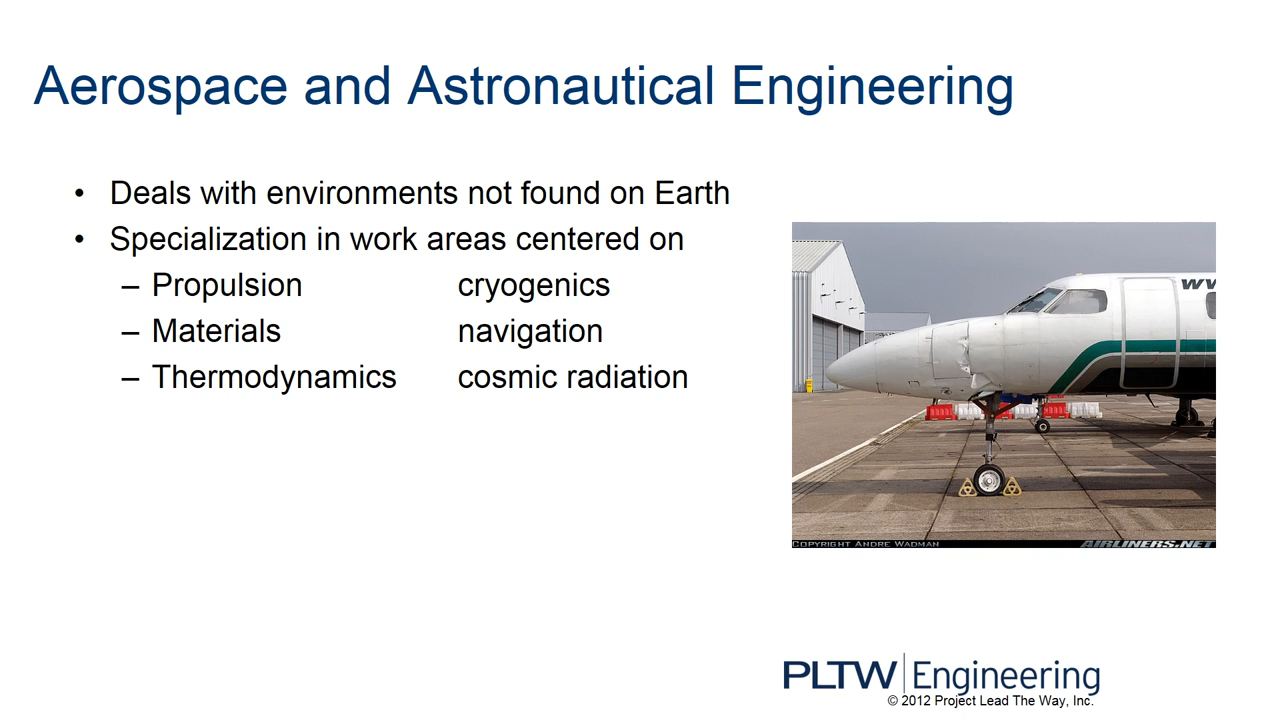 Aerospace and Astronautical Engineering
• Deals with environments not found on Earth
• Specialization in work areas centered on
– Propulsion cryogenics
– Materials navigation
– Thermodynamics cosmic radiation
COPYRIGHT ANDRE WADMAN AIRLINERS.NET
PLTW Engineering
© 2012 Project Lead The Way, Inc.